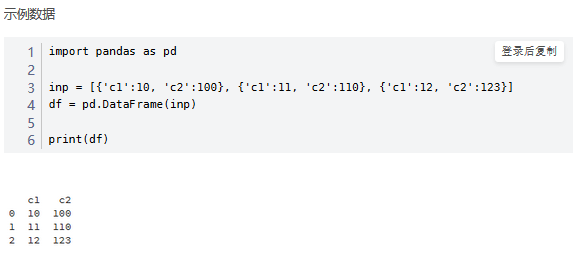 示例数据
1 import pandas as pd
登录后复制
2
3 inp = [{'c1':10, 'c2':100}, {'c1':11, 'c2':110}, {'c1':12, 'c2':123}]
4 df = pd.DataFrame(inp)
5
6 print(df)
c1 c2
0 10 100
1 11 110
2 12 123